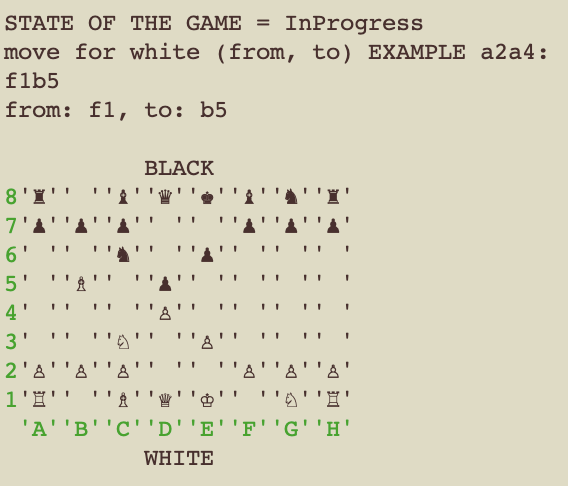 STATE OF THE GAME = InProgress
move for white (from, to) EXAMPLE a2a4:
f1b5
from: f1, to: b5
BLACK
8'♜'' ''♝''♛''♚''♝''♞''♜'
7'♟''♟''♟'' '' ''♟''♟''♟'
6' '' ''♞'' ''♟'' '' '' '
5' ''♗'' ''♟'' '' '' '' '
4' '' '' ''♙'' '' '' '' '
3' '' ''♘'' ''♙'' '' '' '
2'♙''♙''♙'' '' ''♙''♙''♙'
1'♖'' ''♗''♕''♔'' ''♘''♖'
'A''B''C''D''E''F''G''H'
WHITE